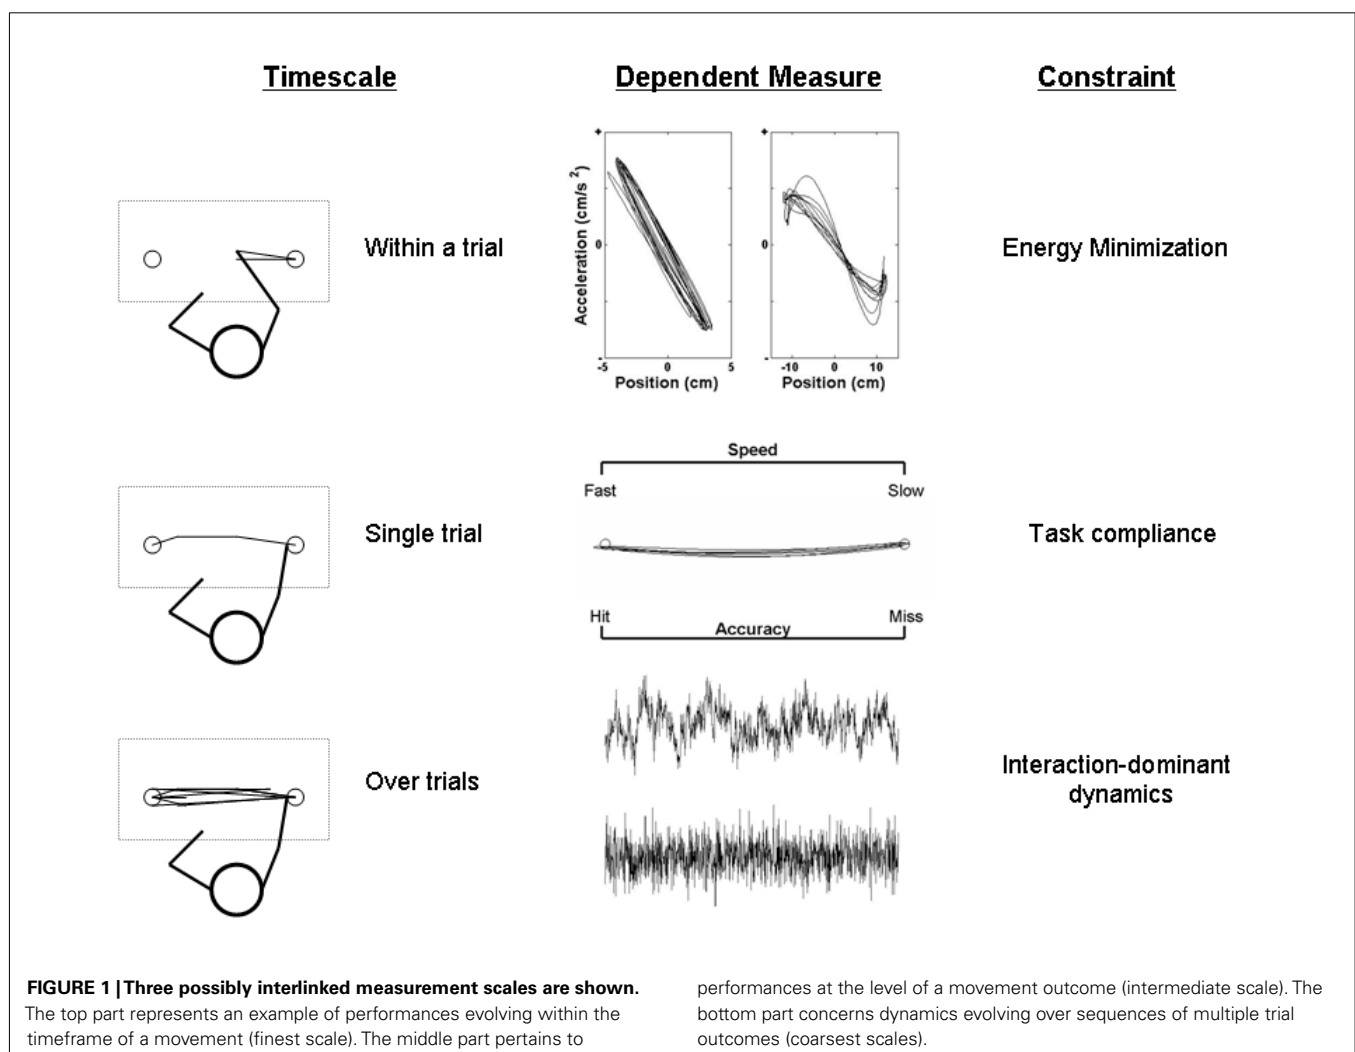 Timescale
Dependent Measure
Constraint
Within a trial
+
Acceleration (cm/s 2)
0
-
-5 0 5
Position (cm)
+
0
-
-10 0 10
Position (cm)
Energy Minimization
Single trial
Speed
Fast Slow
Hit Miss
Accuracy
Task compliance
Over trials
Interaction-dominant
dynamics
FIGURE 1 | Three possibly interlinked measurement scales are shown.
The top part represents an example of performances evolving within the
timeframe of a movement (finest scale). The middle part pertains to
performances at the level of a movement outcome (intermediate scale). The
bottom part concerns dynamics evolving over sequences of multiple trial
outcomes (coarsest scales).